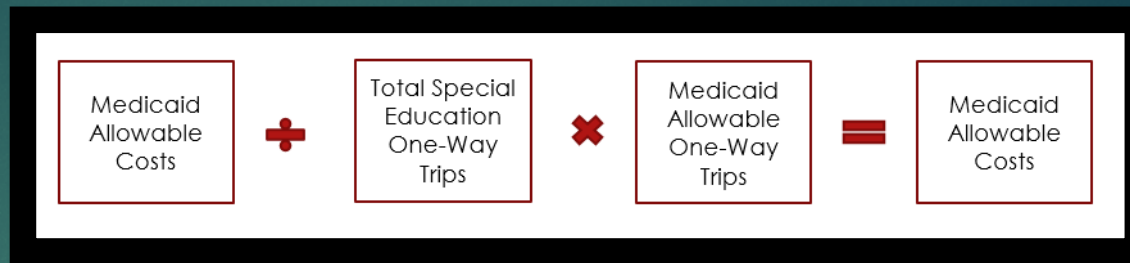 Medicaid
Allowable
Costs
÷
Total Special
Education
One-Way
Trips
✖
Medicaid
Allowable
One-Way
Trips
=
Medicaid
Allowable
Costs